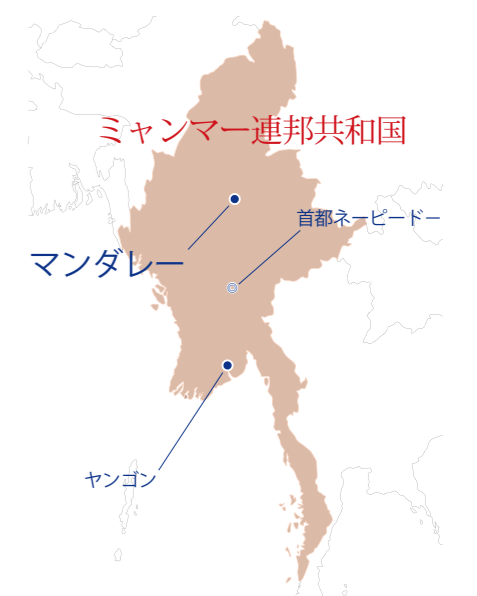 ミャンマー連邦共和国
首都ネーピードー
マンダレー
ヤンゴン